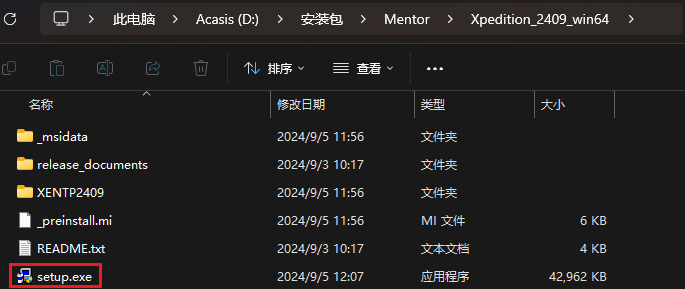 此电脑 > Acasis (D:) > 安装包 > Mentor > Xpedition_2409_win64 >
排序 查看 ...
名称 修改日期 类型 大小
_msidata 2024/9/5 11:56 文件夹
release_documents 2024/9/3 10:17 文件夹
XENTP2409 2024/9/5 11:56 文件夹
_preinstall.mi 2024/9/5 11:56 MI 文件 6 KB
README.txt 2024/9/3 10:17 文本文档 4 KB
setup.exe 2024/9/5 12:07 应用程序 42,962 KB